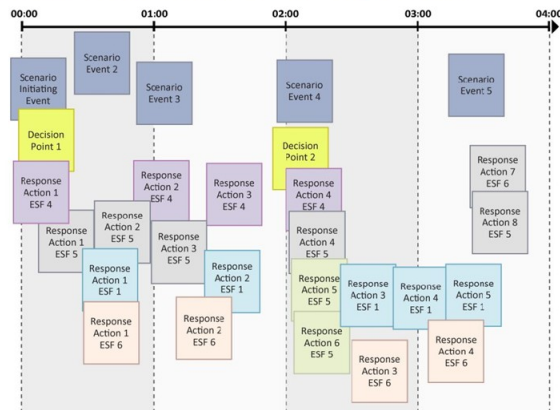 00:00
01:00
02:00
03:00
04:00
Scenario
Initiating
Event
Scenario
Event 2
Scenario
Event 3
Scenario
Event 4
Scenario
Event 5
Decision
Point 1
Decision
Point 2
Response
Action 1
ESF 4
Response
Action 2
ESF 4
Response
Action 3
ESF 4
Response
Action 4
ESF 4
Response
Action 7
ESF 6
Response
Action 1
ESF 5
Response
Action 2
ESF 5
Response
Action 3
ESF 5
Response
Action 4
ESF 5
Response
Action 8
ESF 5
Response
Action 1
ESF 1
Response
Action 2
ESF 1
Response
Action 5
ESF 5
Response
Action 3
ESF 1
Response
Action 4
ESF 1
Response
Action 5
ESF 1
Response
Action 1
ESF 6
Response
Action 2
ESF 6
Response
Action 6
ESF 5
Response
Action 3
ESF 6
Response
Action 4
ESF 6